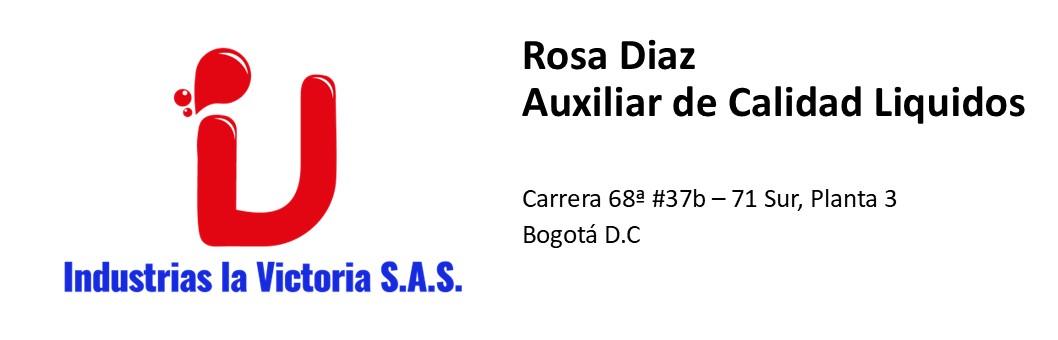 Rosa Diaz
Auxiliar de Calidad Liquidos
Carrera 68ª #37b – 71 Sur, Planta 3
Bogotá D.C
Industrias la Victoria S.A.S.